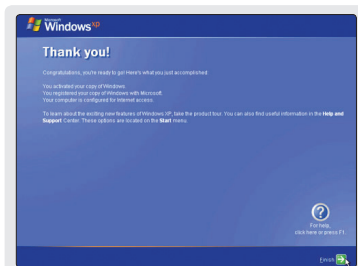 Microsoft
Windows xp
Thank you!
Congratulations, you're ready to go! Here's what you just accomplished:
You activated your copy of Windows.
You registered your copy of Windows with Microsoft.
Your computer is configured for Internet access.
To learn about the exciting new features of Windows XP, take the product tour. You can also find useful information in the Help and
Support Center. These options are located on the Start menu.
For help,
click here or press F1.
Finish